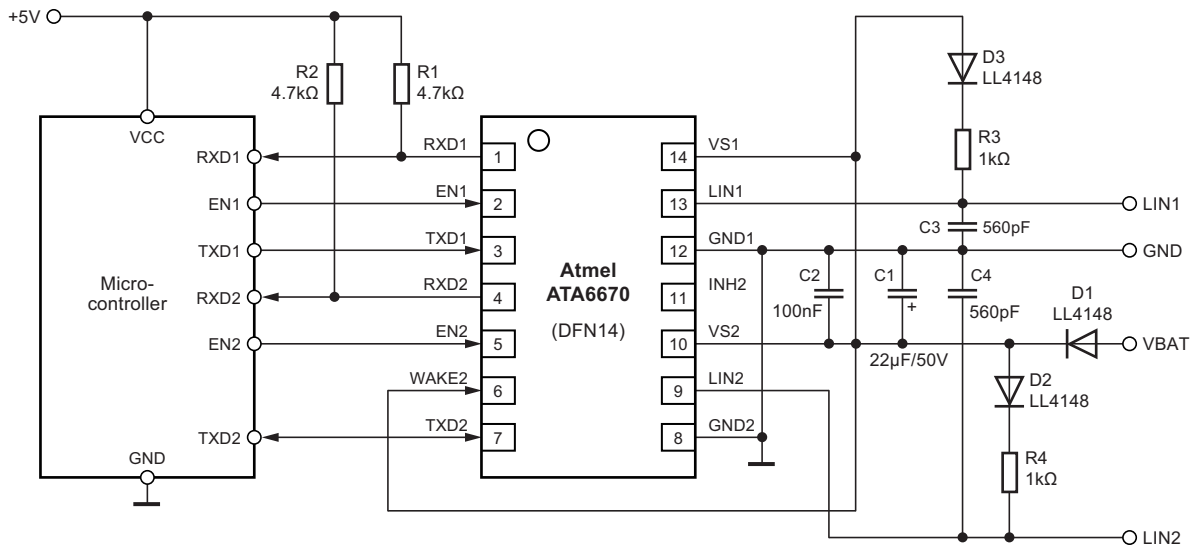 +5V
R2
4.7kΩ
R1
4.7kΩ
D3
LL4148
R3
1kΩ
VCC
RXD1
RXD1
1
14
VS1
EN1
EN1
2
13
LIN1
LIN1
C3
560pF
TXD1
TXD1
3
12
GND1
GND
Micro-
controller
Atmel
ATA6670
(DFN14)
RXD2
RXD2
4
11
INH2
C2
100nF
C1
+
C4
560pF
D1
LL4148
EN2
EN2
5
10
VS2
22µF/50V
VBAT
WAKE2
6
9
LIN2
D2
LL4148
TXD2
TXD2
7
8
GND2
GND
R4
1kΩ
LIN2